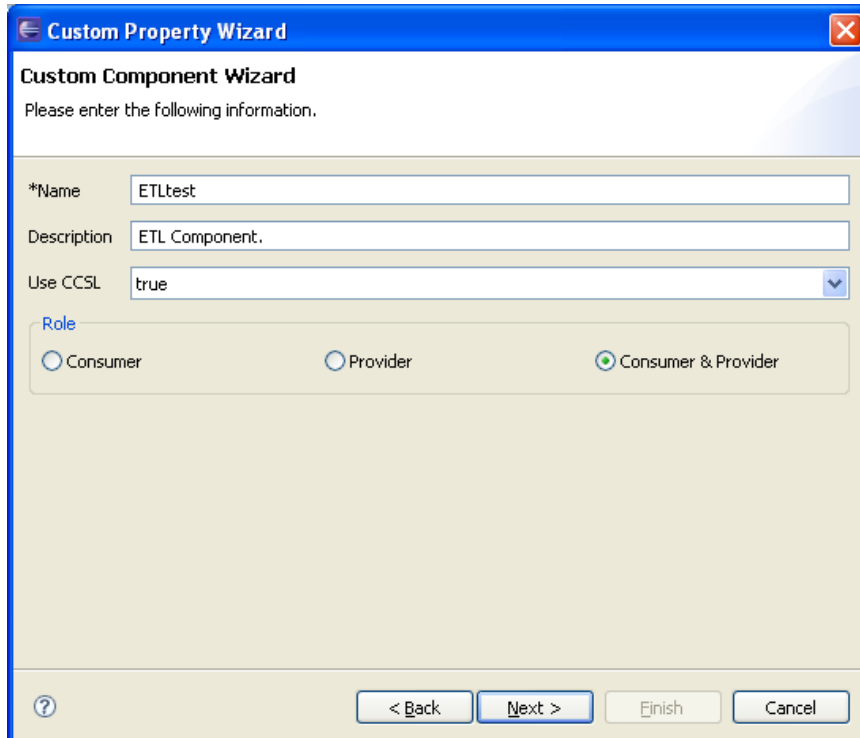 Custom Property Wizard
Custom Component Wizard
Please enter the following information.
*Name ETLtest
Description ETL Component.
Use CCSL true
Role
Consumer Provider Consumer & Provider
? < Back Next > Finish Cancel